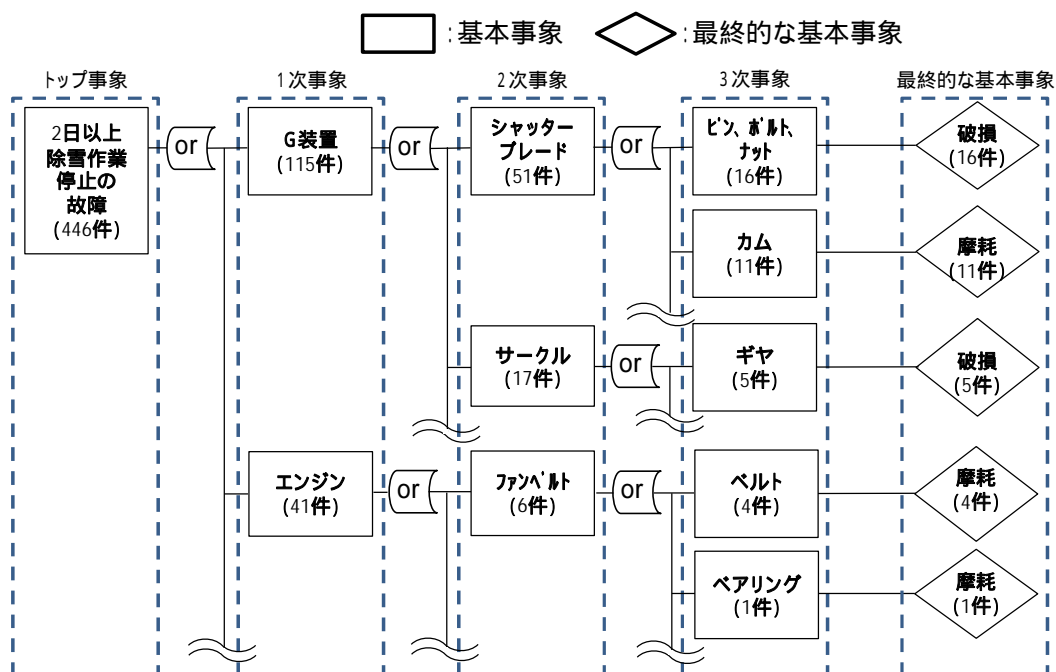 :基本事象
:最終的な基本事象
トップ事象
1次事象
2次事象
3次事象
最終的な基本事象
2日以上
除雪作業
停止の
故障
(446件)
or
G装置
(115件)
or
シャッター
ブレード
(51件)
or
ピン、ボルト、
ナット
(16件)
破損
(16件)
カム
(11件)
摩耗
(11件)
サークル
(17件)
or
ギヤ
(5件)
破損
(5件)
エンジン
(41件)
or
ファンベルト
(6件)
or
ベルト
(4件)
摩耗
(4件)
ベアリング
(1件)
摩耗
(1件)